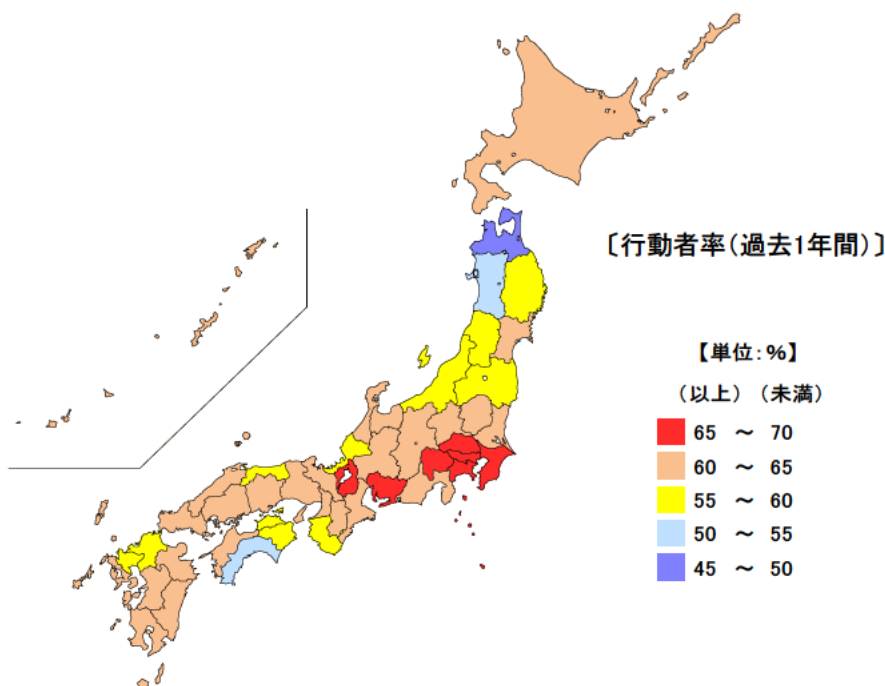 〔行動者率(過去1年間)〕
【単位:%】
(以上)(未満)
65 ～ 70
60 ～ 65
55 ～ 60
50 ～ 55
45 ～ 50